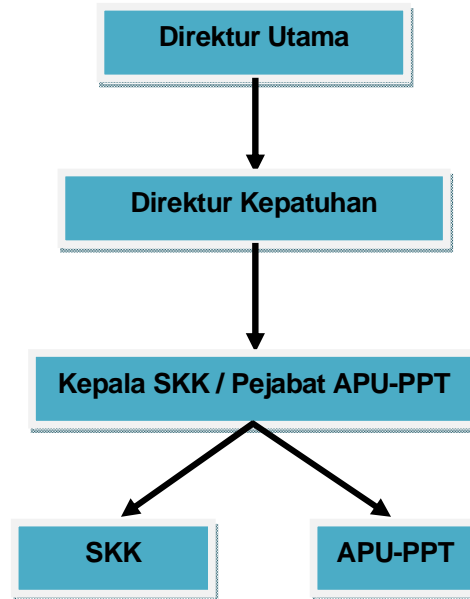 Direktur Utama
Direktur Kepatuhan
Kepala SKK / Pejabat APU-PPT
SKK
APU-PPT